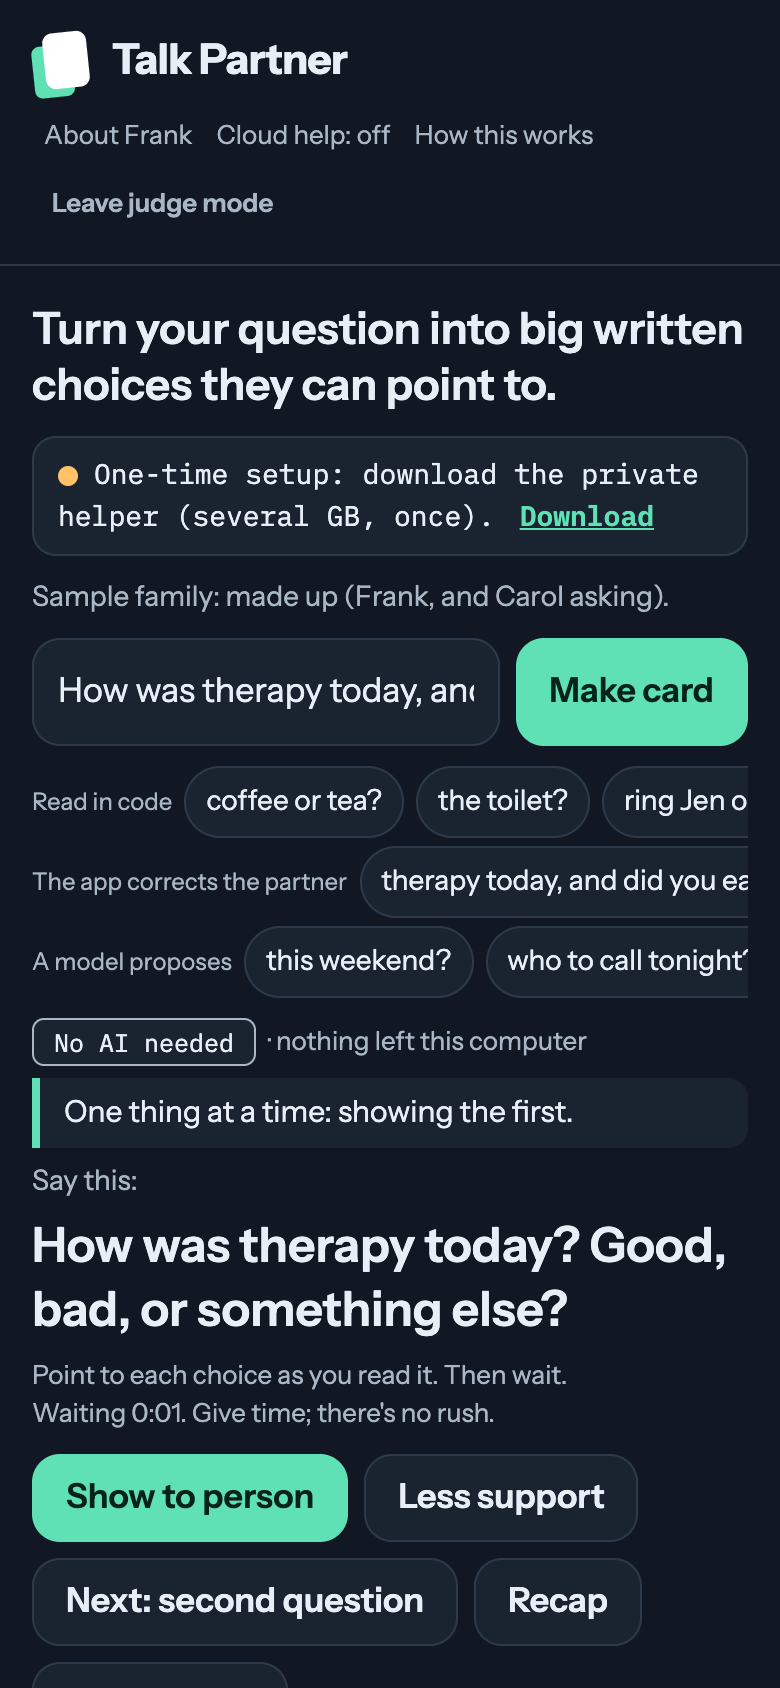 Talk Partner
About Frank Cloud help: off How this works
Leave judge mode
Turn your question into big written
choices they can point to.
One-time setup: download the private
helper (several GB, once). Download
Sample family: made up (Frank, and Carol asking).
How was therapy today, and
Make card
Read in code coffee or tea? the toilet? ring Jen o
The app corrects the partner therapy today, and did you ea
A model proposes this weekend? who to call tonight?
No AI needed · nothing left this computer
One thing at a time: showing the first.
Say this:
How was therapy today? Good,
bad, or something else?
Point to each choice as you read it. Then wait.
Waiting 0:01. Give time; there's no rush.
Show to person Less support
Next: second question Recap